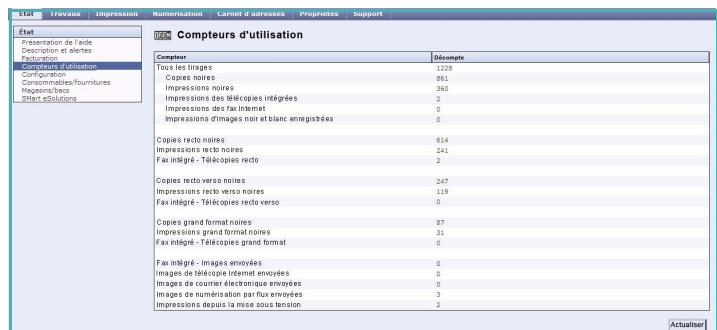 État Travaux Impression Numérisation Carnet d'adresses Propriétés Support
État
Présentation de l'aide
Description et alertes
Facturation
Compteurs d'utilisation
Configuration
Consommables/fournitures
Magasins/bacs
SMart eSolutions
Compteurs d'utilisation
Compteur Décompte
Tous les tirages 1228
Copies noires 861
Impressions noires 360
Impressions des télécopies intégrées 2
Impressions des fax Internet 0
Impressions d'images noir et blanc enregistrées 0
Copies recto noires 614
Impressions recto noires 241
Fax intégré - Télécopies recto 2
Copies recto verso noires 247
Impressions recto verso noires 119
Fax intégré - Télécopies recto verso 0
Copies grand format noires 87
Impressions grand format noires 31
Fax intégré - Télécopies grand format 0
Fax intégré - Images envoyées 0
Images de télécopie Internet envoyées 0
Images de courrier électronique envoyées 0
Images de numérisation par flux envoyées 3
Impressions depuis la mise sous tension 2
Actualiser